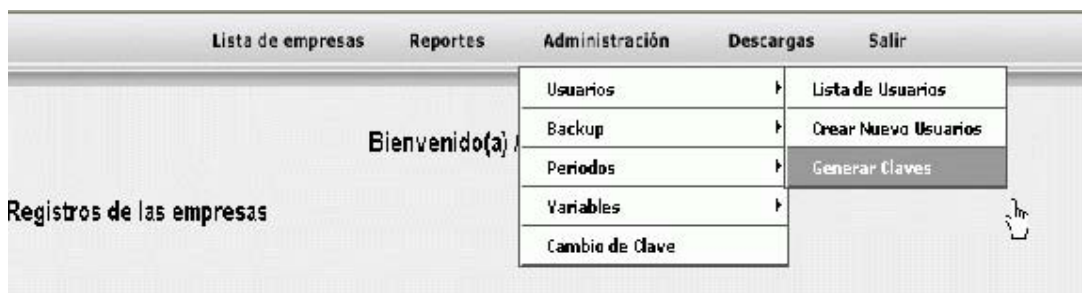 Lista de empresas Reportes Administración Descargas Salir
Usuarios Lista de Usuarios
Backup Crear Nuevo Usuarios
Bienvenido(a) /
Periodos Generar Claves
Registros de las empresas
Variables
Cambio de Clave